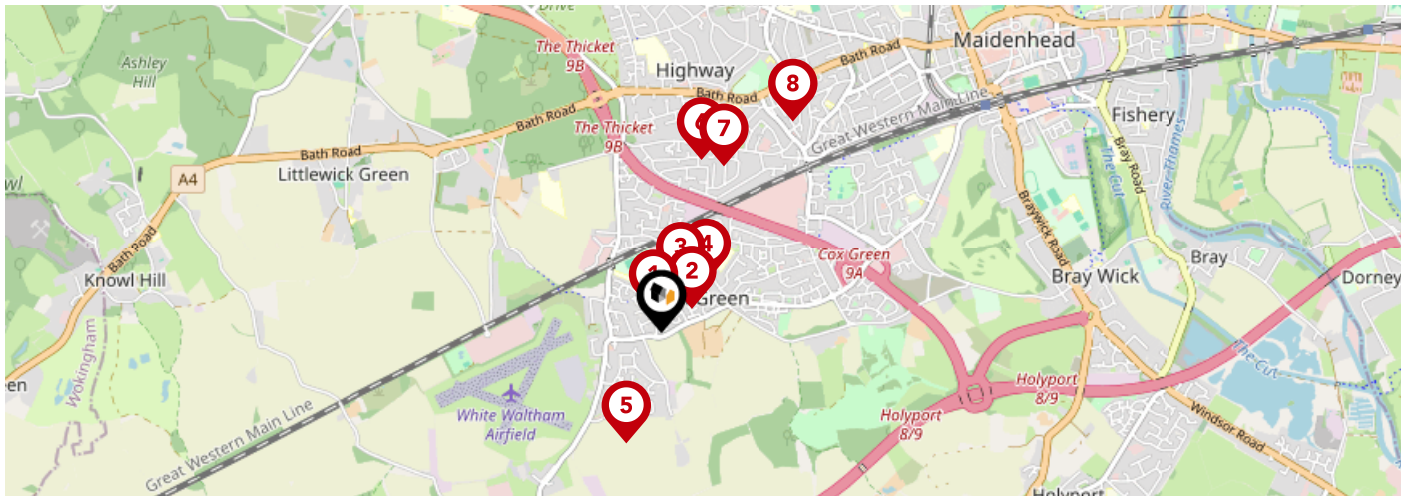 Drive
The Thicket
9B
Ashley
Hill
Highway
Bath Road
Maidenhead
8
Bath Road
Bath Road
The Thicket
9B
7
Great Western Main Line
Fishery
Bray Road
The Cut
River Thames
Bath Road
A4
Littlewick Green
Braywick Road
3
4
1
2
Green
Cox Green
9A
Bray Wick
Bray
Dorney
Bath Road
Knowl Hill
Wokingham
The Cut
White Waltham
Airfield
5
Holyport
8/9
Holyport
8/9
Windsor Road
Great Western Main Line
Holyport